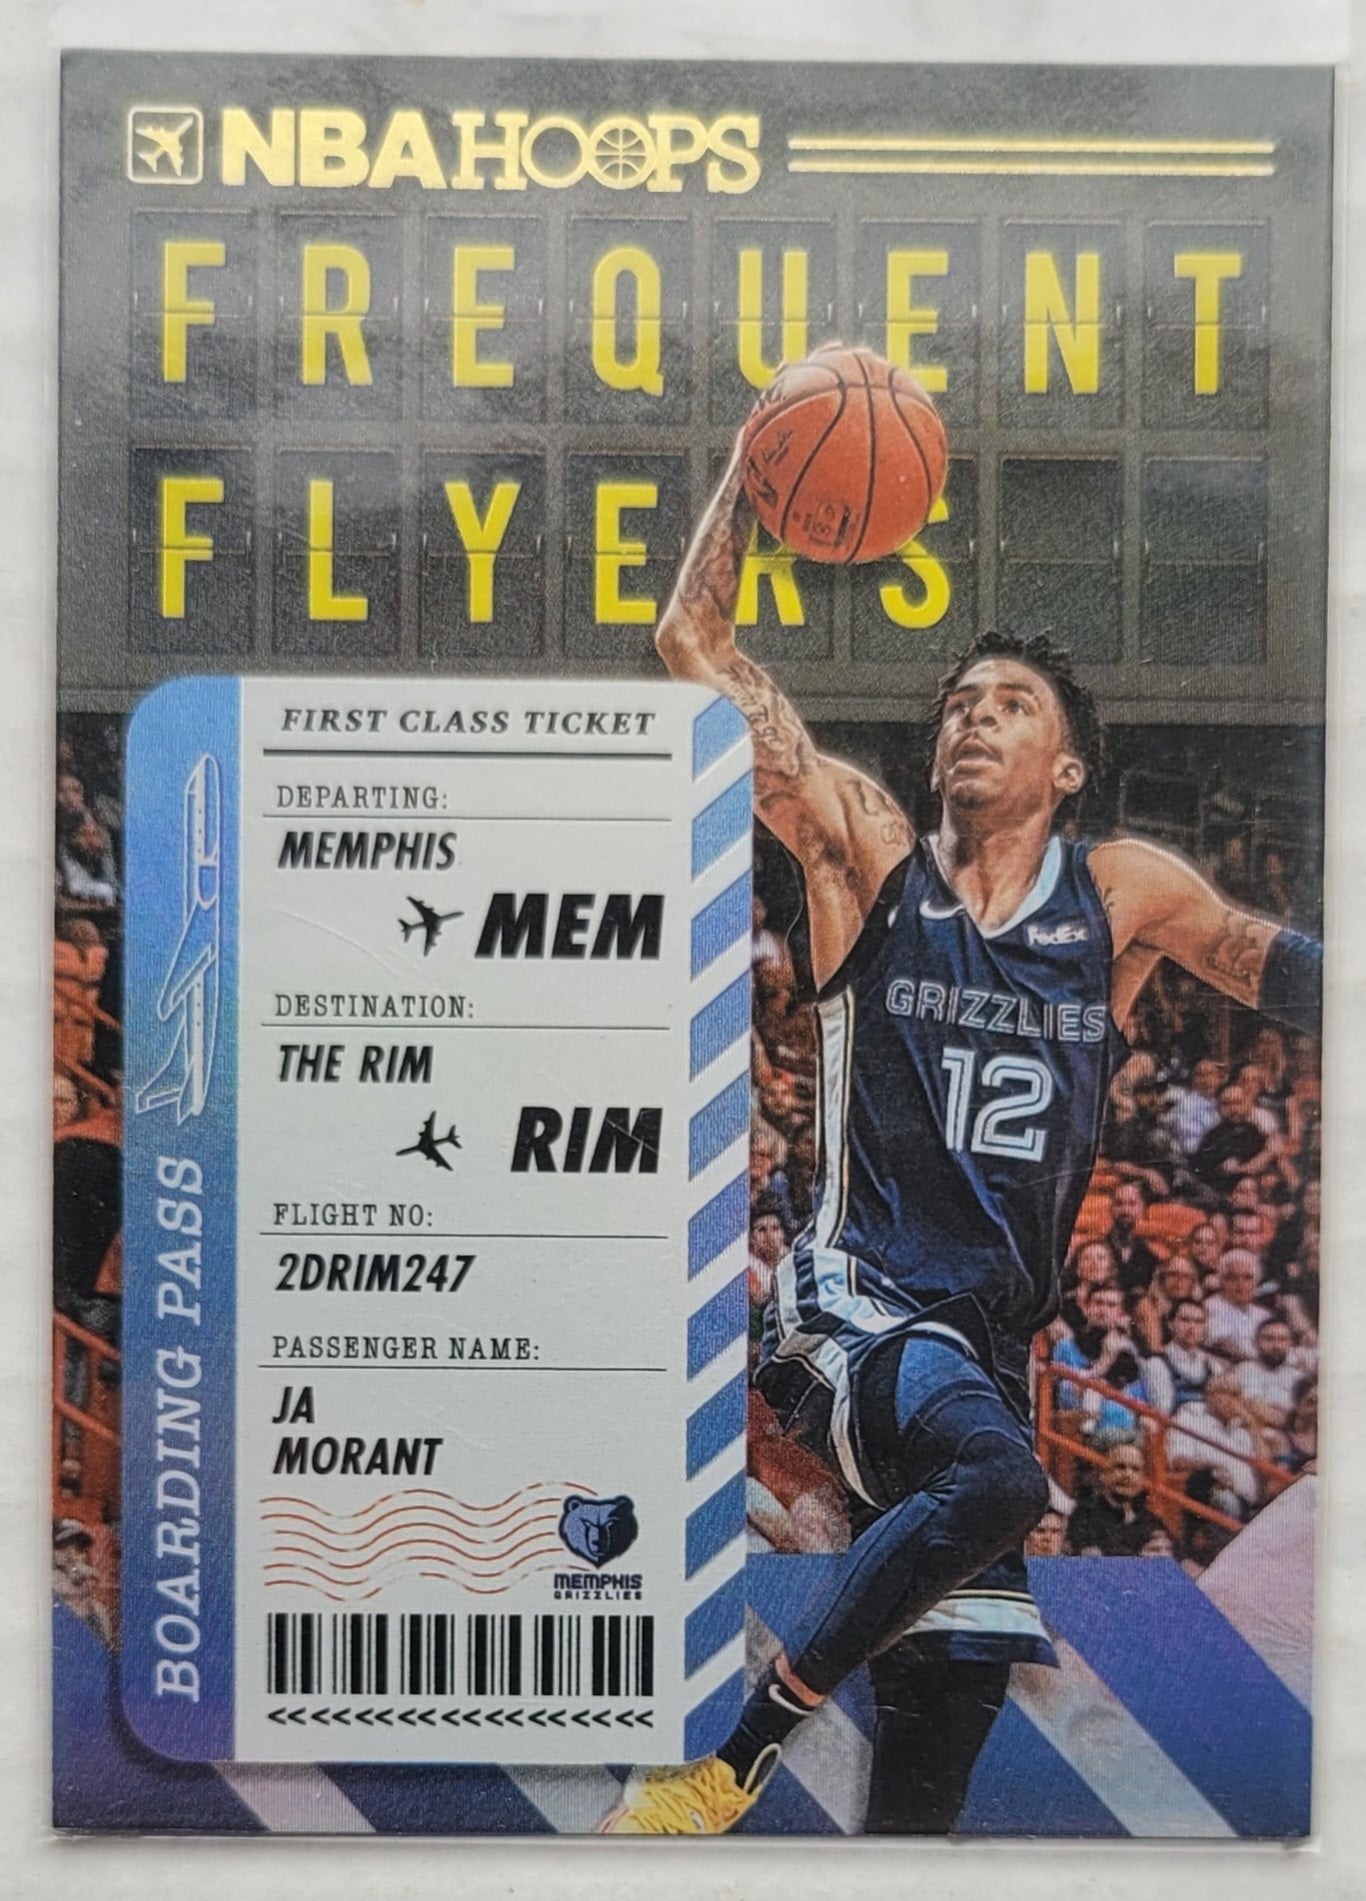 NBA HOOPS
FREQUENT
FLYERS
FIRST CLASS TICKET
DEPARTING:
MEMPHIS
MEM
DESTINATION:
THE RIM
RIM
FLIGHT NO:
2DRIM247
PASSENGER NAME:
JA
MORANT
MEMPHIS
GRIZZLIES
<<<<<<<<<<<<<<<<<<
BOARDING PASS
FedEx
GRIZZLIES
12